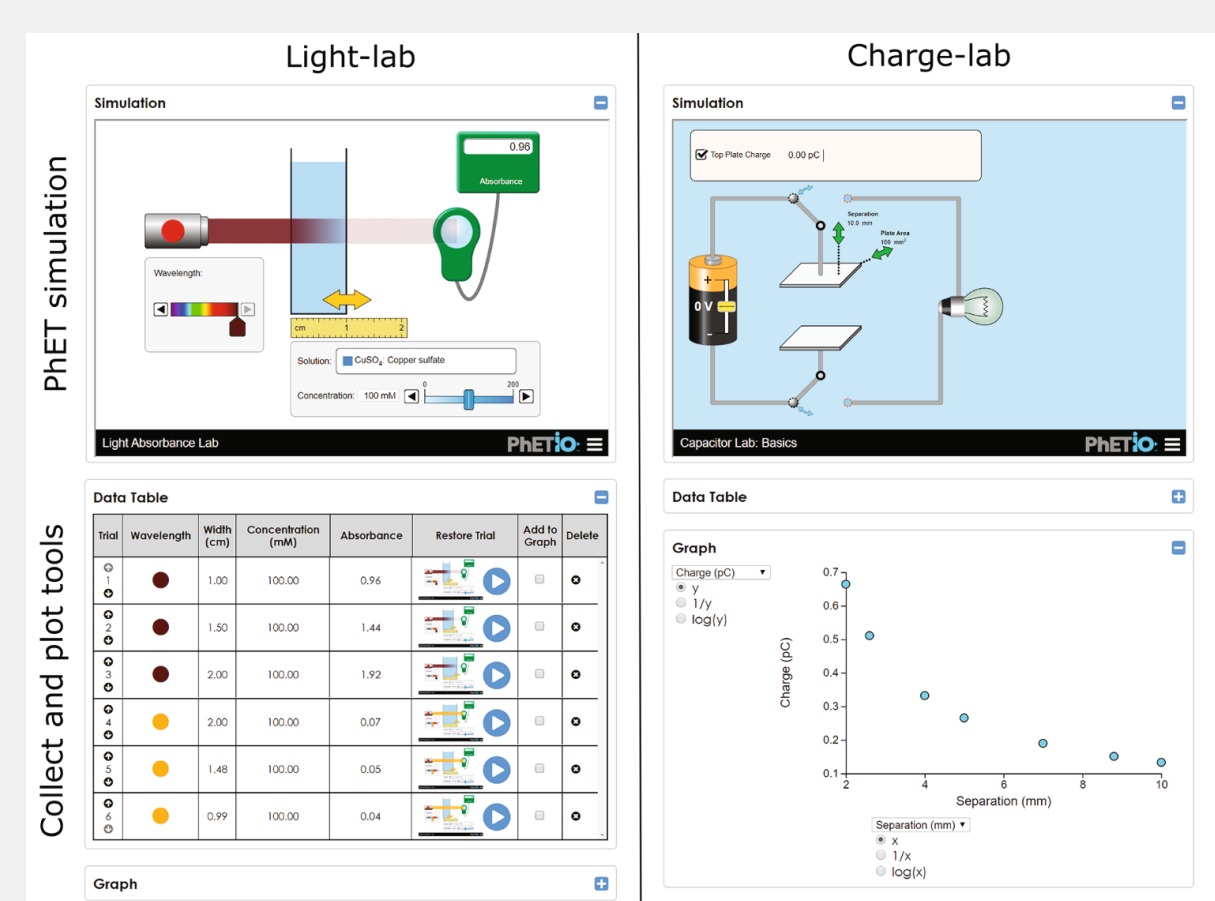 Light-lab
Charge-lab
PhET simulation
Simulation
0.96
Absorbance
Wavelength:
cm 1 2
Solution: CuSO4: Copper sulfate
0 200
Concentration: 100 mM
Light Absorbance Lab PhETiO
Simulation
Top Plate Charge 0.00 pC
Separation
10.0 mm
Plate Area
100 mm²
+
0 V
-
Capacitor Lab: Basics PhETiO
Collect and plot tools
Data Table
Trial Wavelength Width (cm) Concentration (mM) Absorbance Restore Trial Add to Graph Delete
1 1.00 100.00 0.96
2 1.50 100.00 1.44
3 2.00 100.00 1.92
4 2.00 100.00 0.07
5 1.48 100.00 0.05
6 0.99 100.00 0.04
Graph
Data Table
Graph
Charge (pC)
y
1/y
log(y)
Charge (pC)
0.7
0.6
0.5
0.4
0.3
0.2
0.1
2 4 6 8 10
Separation (mm)
Separation (mm)
x
1/x
log(x)